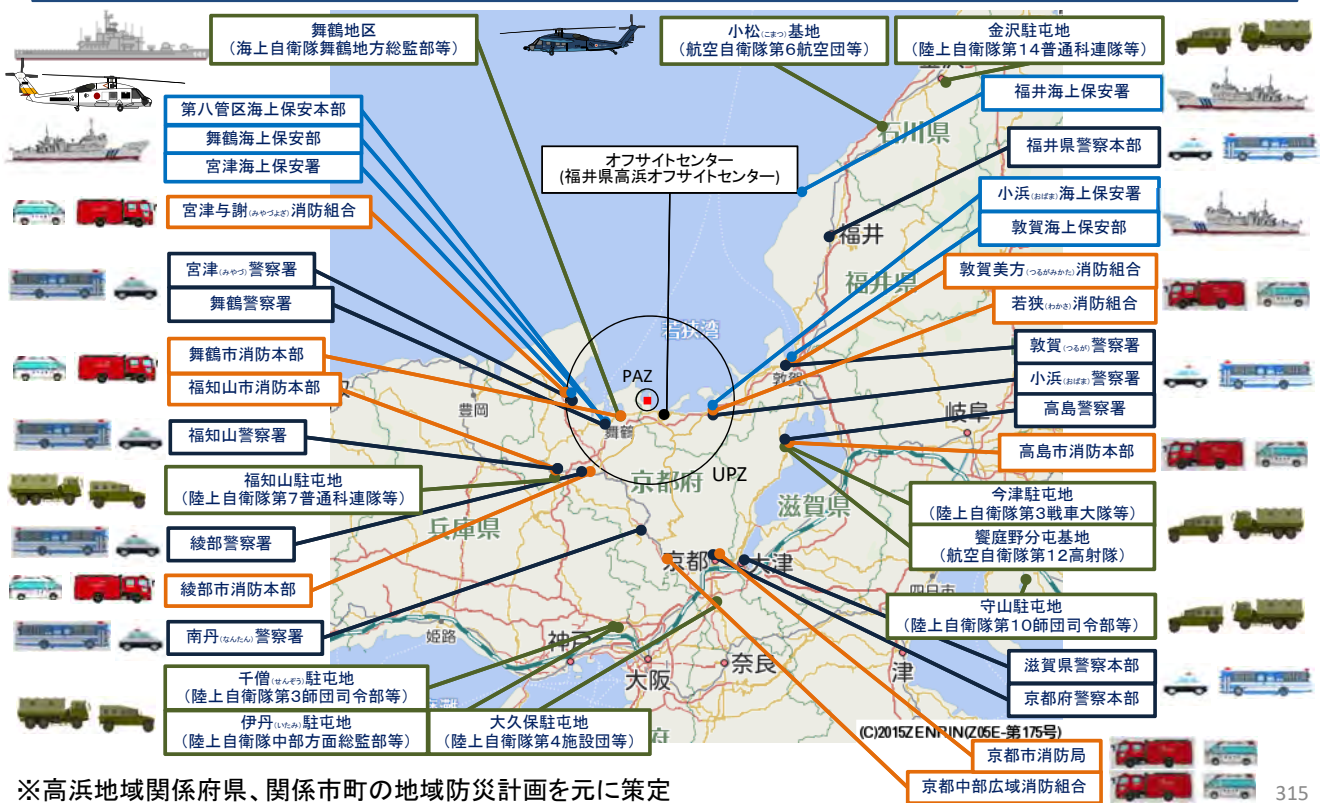 舞鶴地区
(海上自衛隊舞鶴地方総監部等)
小松(こまつ)基地
(航空自衛隊第6航空団等)
金沢駐屯地
(陸上自衛隊第14普通科連隊等)
第八管区海上保安本部
舞鶴海上保安部
宮津海上保安署
宮津与謝(みやづよざ)消防組合
宮津(みやづ)警察署
舞鶴警察署
舞鶴市消防本部
福知山市消防本部
福知山警察署
福知山駐屯地
(陸上自衛隊第7普通科連隊等)
綾部警察署
綾部市消防本部
南丹(なんたん)警察署
千僧(せんぞう)駐屯地
(陸上自衛隊第3師団司令部等)
伊丹(いたみ)駐屯地
(陸上自衛隊中部方面総監部等)
大久保駐屯地
(陸上自衛隊第4施設団等)
オフサイトセンター
(福井県高浜オフサイトセンター)
福井海上保安署
福井県警察本部
小浜(おばま)海上保安署
敦賀海上保安部
敦賀美方(つるがみかた)消防組合
若狭(わかさ)消防組合
敦賀(つるが)警察署
小浜(おばま)警察署
高島警察署
高島市消防本部
今津駐屯地
(陸上自衛隊第3戦車大隊等)
饗庭野分屯基地
(航空自衛隊第12高射隊)
守山駐屯地
(陸上自衛隊第10師団司令部等)
滋賀県警察本部
京都府警察本部
京都市消防局
京都中部広域消防組合
石川県
福井
福井県
若狭湾
敦賀
PAZ
UPZ
舞鶴
豊岡
岐阜
京都府
滋賀県
兵庫県
京都
大津
四日市
姫路
神戸
大阪
奈良
津
(C)2015ZENRIN(Z05E-第175号)
※高浜地域関係府県、関係市町の地域防災計画を元に策定
315